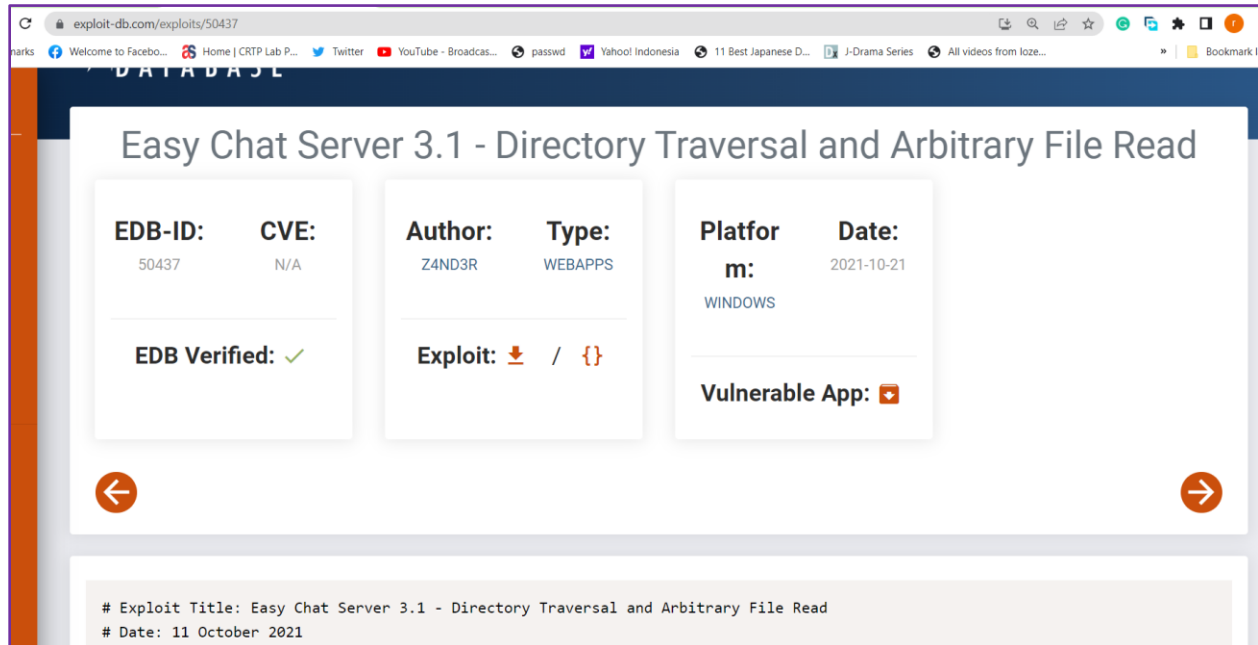 exploit-db.com/exploits/50437
marks Welcome to Facebo... Home | CRTP Lab P... Twitter YouTube - Broadcas... passwd Yahoo! Indonesia 11 Best Japanese D... J-Drama Series All videos from loze... » Bookmark
DATABASE
Easy Chat Server 3.1 - Directory Traversal and Arbitrary File Read
EDB-ID: CVE:
50437 N/A
EDB Verified:
Author: Type:
Z4ND3R WEBAPPS
Exploit: / {}
Platfor Date:
m: 2021-10-21
WINDOWS
Vulnerable App:
# Exploit Title: Easy Chat Server 3.1 - Directory Traversal and Arbitrary File Read
# Date: 11 October 2021